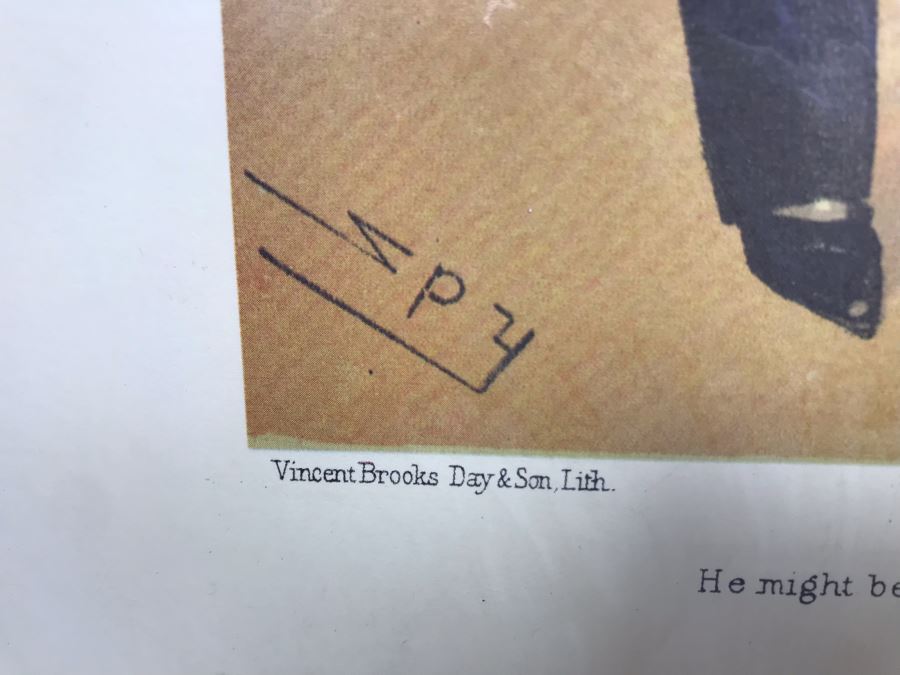 Spy
Vincent Brooks Day & Son, Lith.
He might be